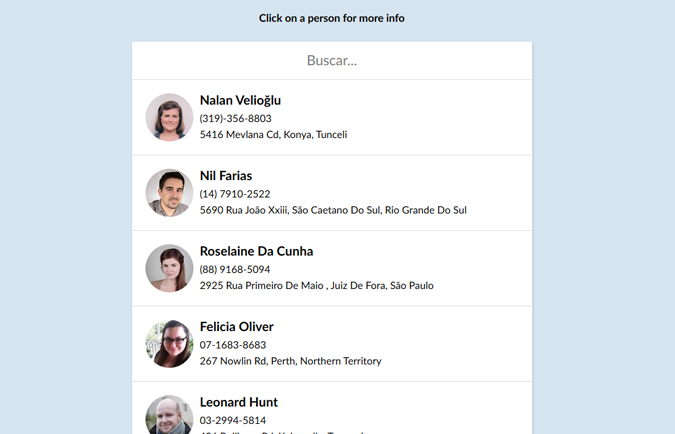 Click on a person for more info
Buscar...
Nalan Velioğlu
(319)-356-8803
5416 Mevlana Cd, Konya, Tunceli
Nil Farias
(14) 7910-2522
5690 Rua João Xxiii, São Caetano Do Sul, Rio Grande Do Sul
Roselaine Da Cunha
(88) 9168-5094
2925 Rua Primeiro De Maio , Juiz De Fora, São Paulo
Felicia Oliver
07-1683-8683
267 Nowlin Rd, Perth, Northern Territory
Leonard Hunt
03-2994-5814